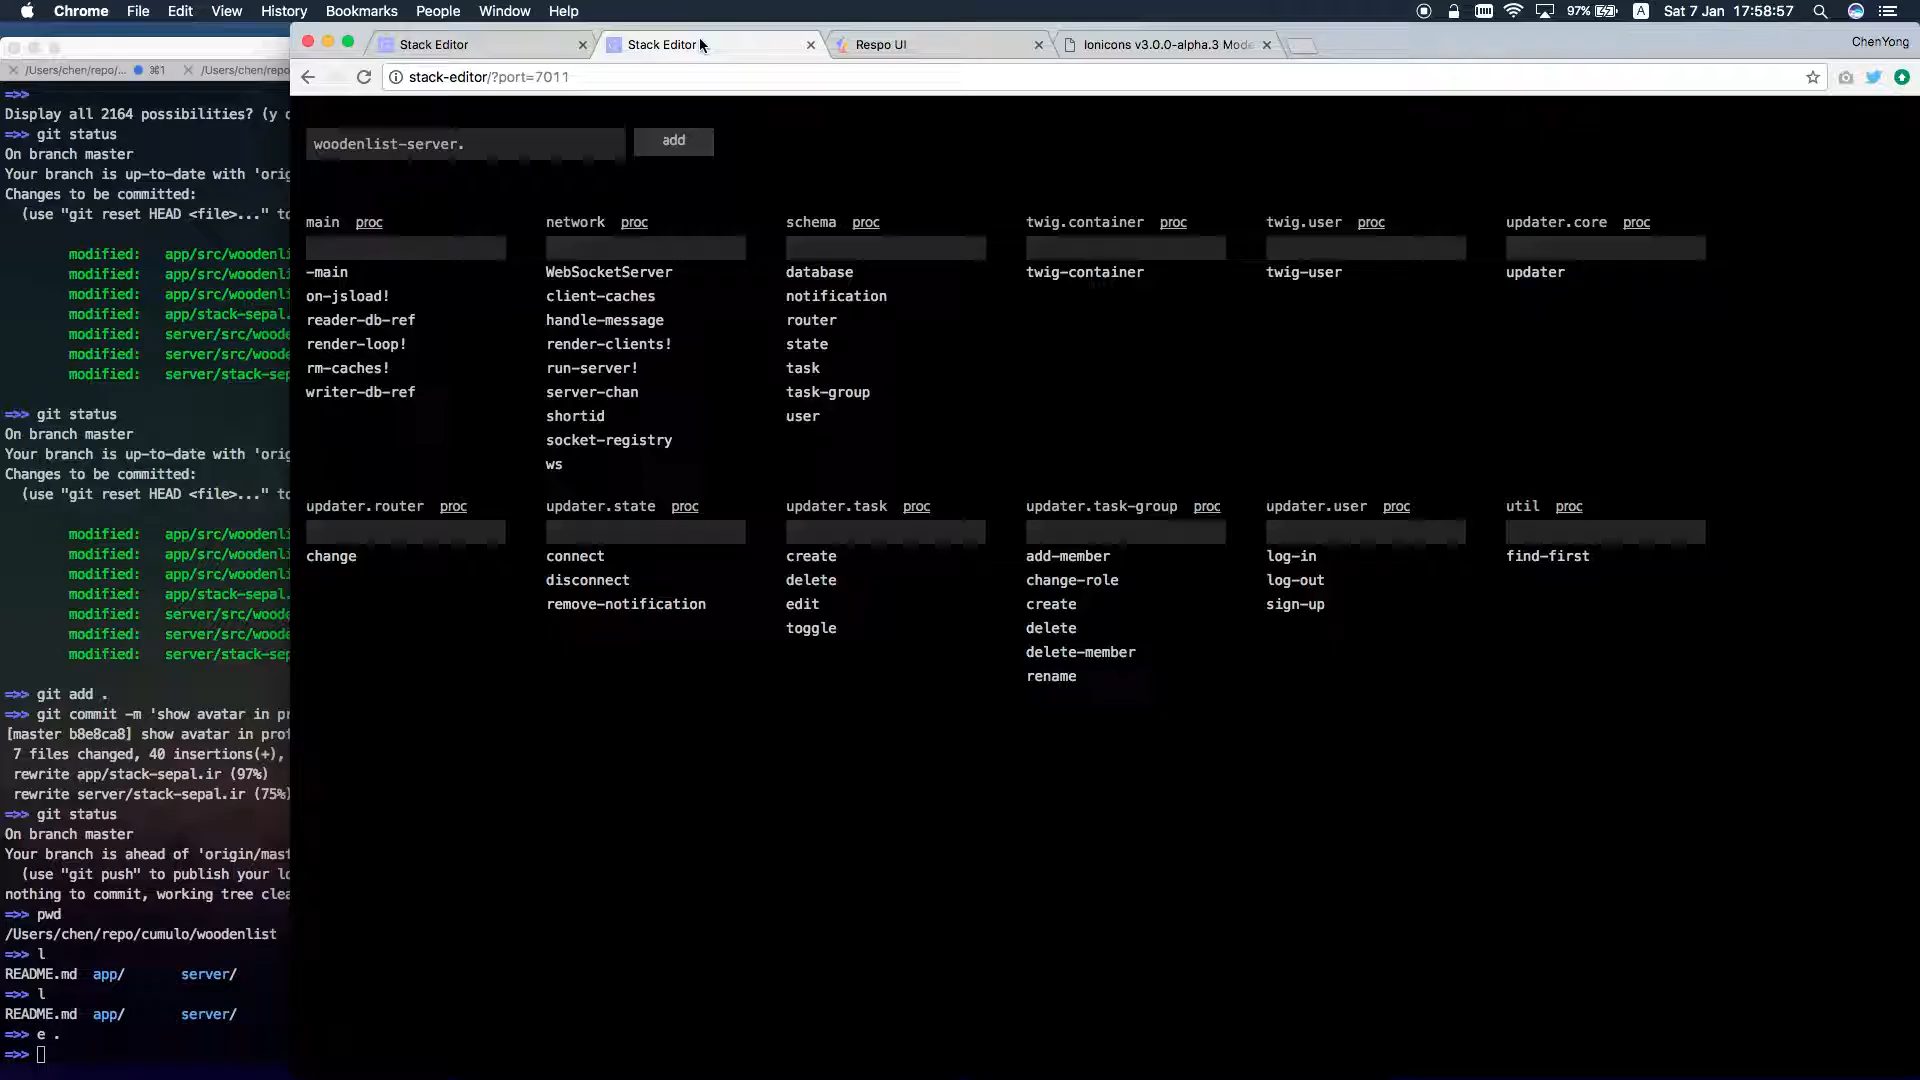 Chrome File Edit View History Bookmarks People Window Help
97% A Sat 7 Jan 17:58:57
/Users/chen/repo/... ⌘1 /Users/chen/repo
Stack Editor
Stack Editor
Respo UI
Ionicons v3.0.0-alpha.3 Mode
ChenYong
stack-editor/?port=7011
=>>
Display all 2164 possibilities? (y o
=>> git status
On branch master
Your branch is up-to-date with 'orig
Changes to be committed:
(use "git reset HEAD <file>..." to
modified: app/src/woodenli
modified: app/src/woodenli
modified: app/src/woodenli
modified: app/stack-sepal.
modified: server/src/woode
modified: server/src/woode
modified: server/stack-sep
=>> git status
On branch master
Your branch is up-to-date with 'orig
Changes to be committed:
(use "git reset HEAD <file>..." to
modified: app/src/woodenli
modified: app/src/woodenli
modified: app/src/woodenli
modified: app/stack-sepal.
modified: server/src/woode
modified: server/src/woode
modified: server/stack-sep
=>> git add .
=>> git commit -m 'show avatar in pr
[master b8e8ca8] show avatar in prof
7 files changed, 40 insertions(+),
rewrite app/stack-sepal.ir (97%)
rewrite server/stack-sepal.ir (75%)
=>> git status
On branch master
Your branch is ahead of 'origin/mast
(use "git push" to publish your lo
nothing to commit, working tree clea
=>> pwd
/Users/chen/repo/cumulo/woodenlist
=>> l
README.md app/ server/
=>> l
README.md app/ server/
=>> e .
=>>
woodenlist-server. add
main proc
-main
on-jsload!
reader-db-ref
render-loop!
rm-caches!
writer-db-ref
network proc
WebSocketServer
client-caches
handle-message
render-clients!
run-server!
server-chan
shortid
socket-registry
ws
schema proc
database
notification
router
state
task
task-group
user
twig.container proc
twig-container
twig.user proc
twig-user
updater.core proc
updater
updater.router proc
change
updater.state proc
connect
disconnect
remove-notification
updater.task proc
create
delete
edit
toggle
updater.task-group proc
add-member
change-role
create
delete
delete-member
rename
updater.user proc
log-in
log-out
sign-up
util proc
find-first